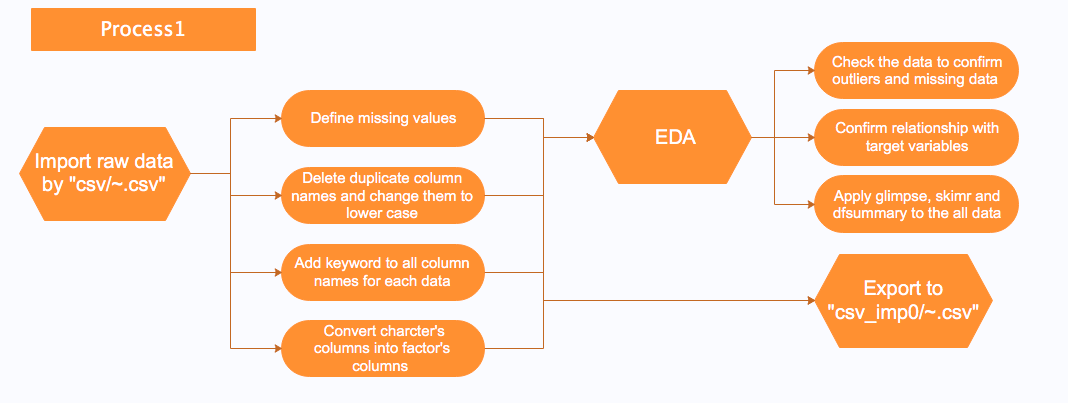 Process1
Import raw data
by "csv/~.csv"
Define missing values
Delete duplicate column
names and change them to
lower case
Add keyword to all column
names for each data
Convert charcter's
columns into factor's
columns
EDA
Check the data to confirm
outliers and missing data
Confirm relationship with
target variables
Apply glimpse, skimr and
dfsummary to the all data
Export to
"csv_imp0/~.csv"